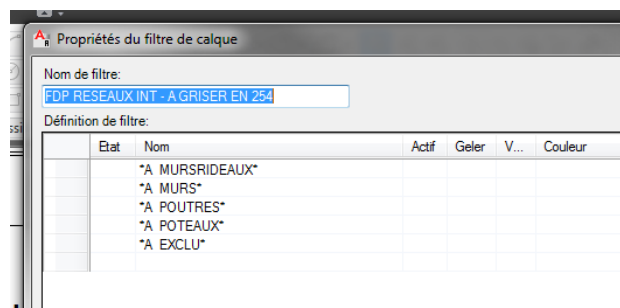 Propriétés du filtre de calque
Nom de filtre:
FDP RESEAUX INT - A GRISER EN 254
Définition de filtre:
Etat Nom Actif Geler V... Couleur
*A MURSRIDEAUX*
*A MURS*
*A POUTRES*
*A POTEAUX*
*A EXCLU*